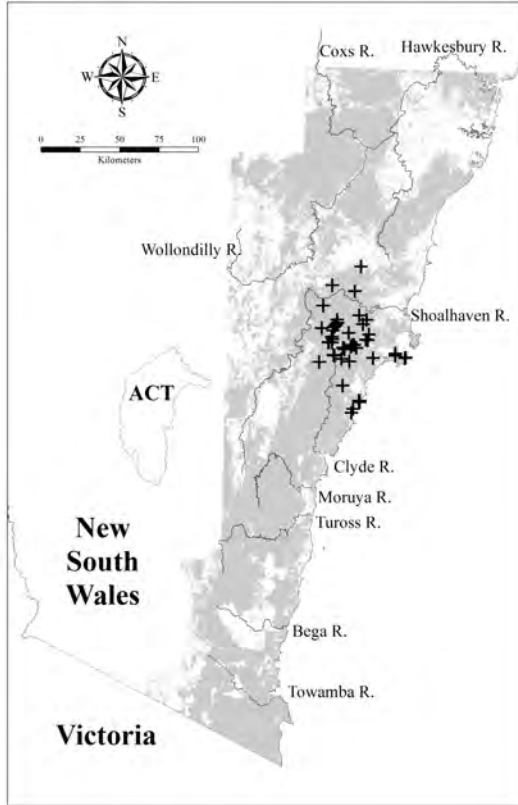 Coxs R.
Hawkesbury R.
N
W
E
S
0 25 50 75 100
Kilometers
Wollondilly R.
Shoalhaven R.
ACT
Clyde R.
Moruya R.
Tuross R.
New
South
Wales
Bega R.
Towamba R.
Victoria